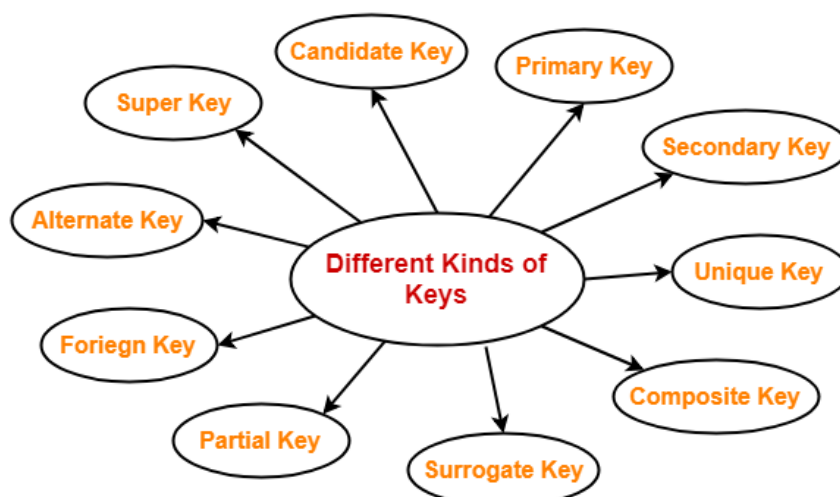 Candidate Key
Primary Key
Super Key
Secondary Key
Alternate Key
Different Kinds of
Keys
Unique Key
Foriegn Key
Composite Key
Partial Key
Surrogate Key